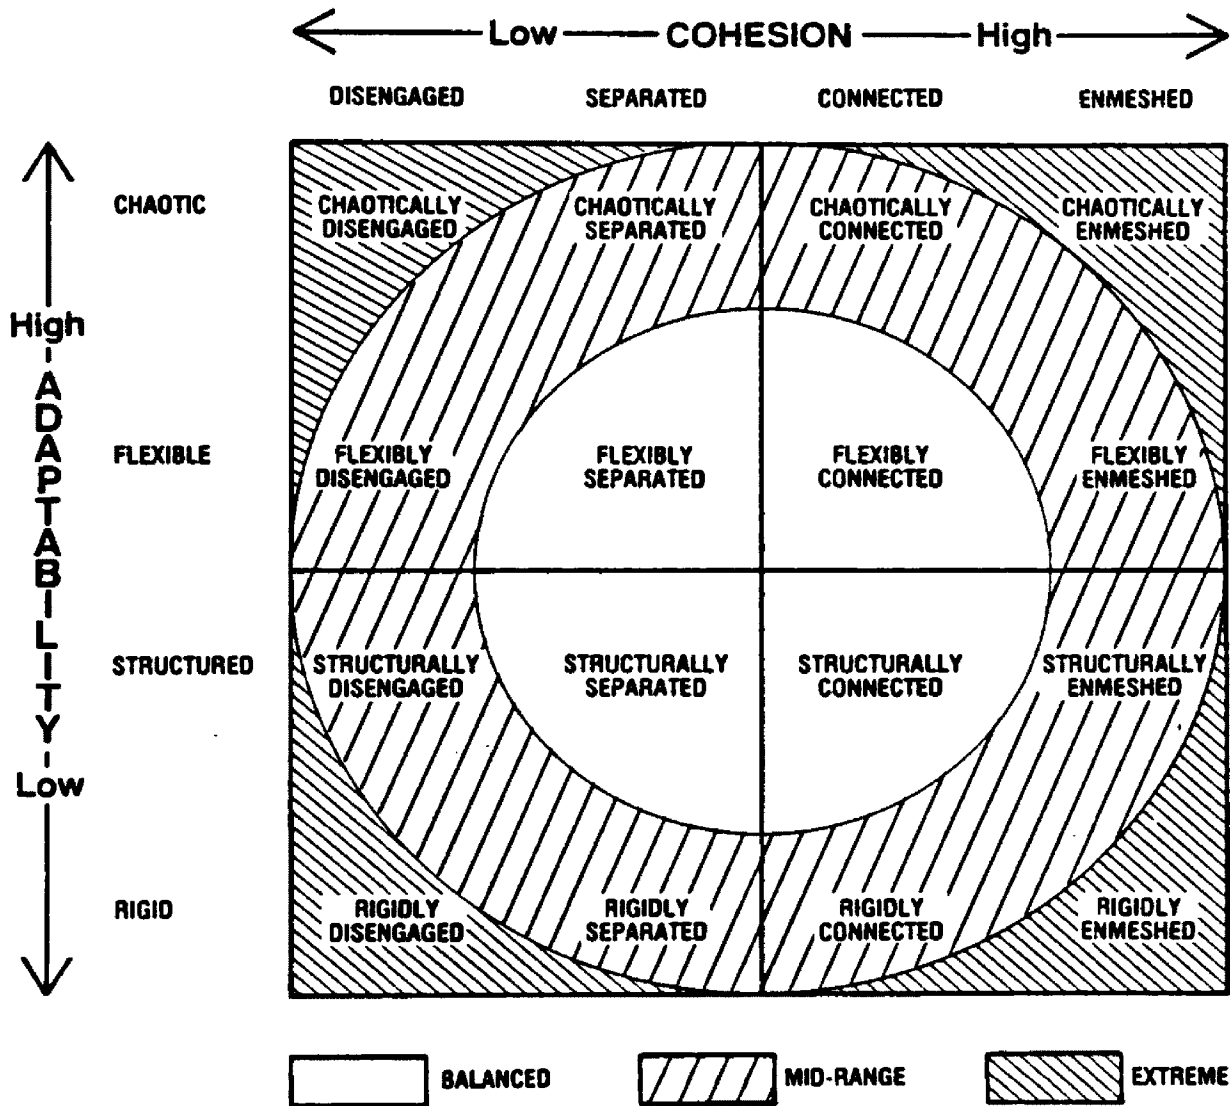 Low COHESION High
DISENGAGED SEPARATED CONNECTED ENMESHED
CHAOTIC
CHAOTICALLY DISENGAGED
CHAOTICALLY SEPARATED
CHAOTICALLY CONNECTED
CHAOTICALLY ENMESHED
High
ADAPTABILITY
Low
FLEXIBLE
FLEXIBLY DISENGAGED
FLEXIBLY SEPARATED
FLEXIBLY CONNECTED
FLEXIBLY ENMESHED
STRUCTURED
STRUCTURALLY DISENGAGED
STRUCTURALLY SEPARATED
STRUCTURALLY CONNECTED
STRUCTURALLY ENMESHED
RIGID
RIGIDLY DISENGAGED
RIGIDLY SEPARATED
RIGIDLY CONNECTED
RIGIDLY ENMESHED
BALANCED MID-RANGE EXTREME